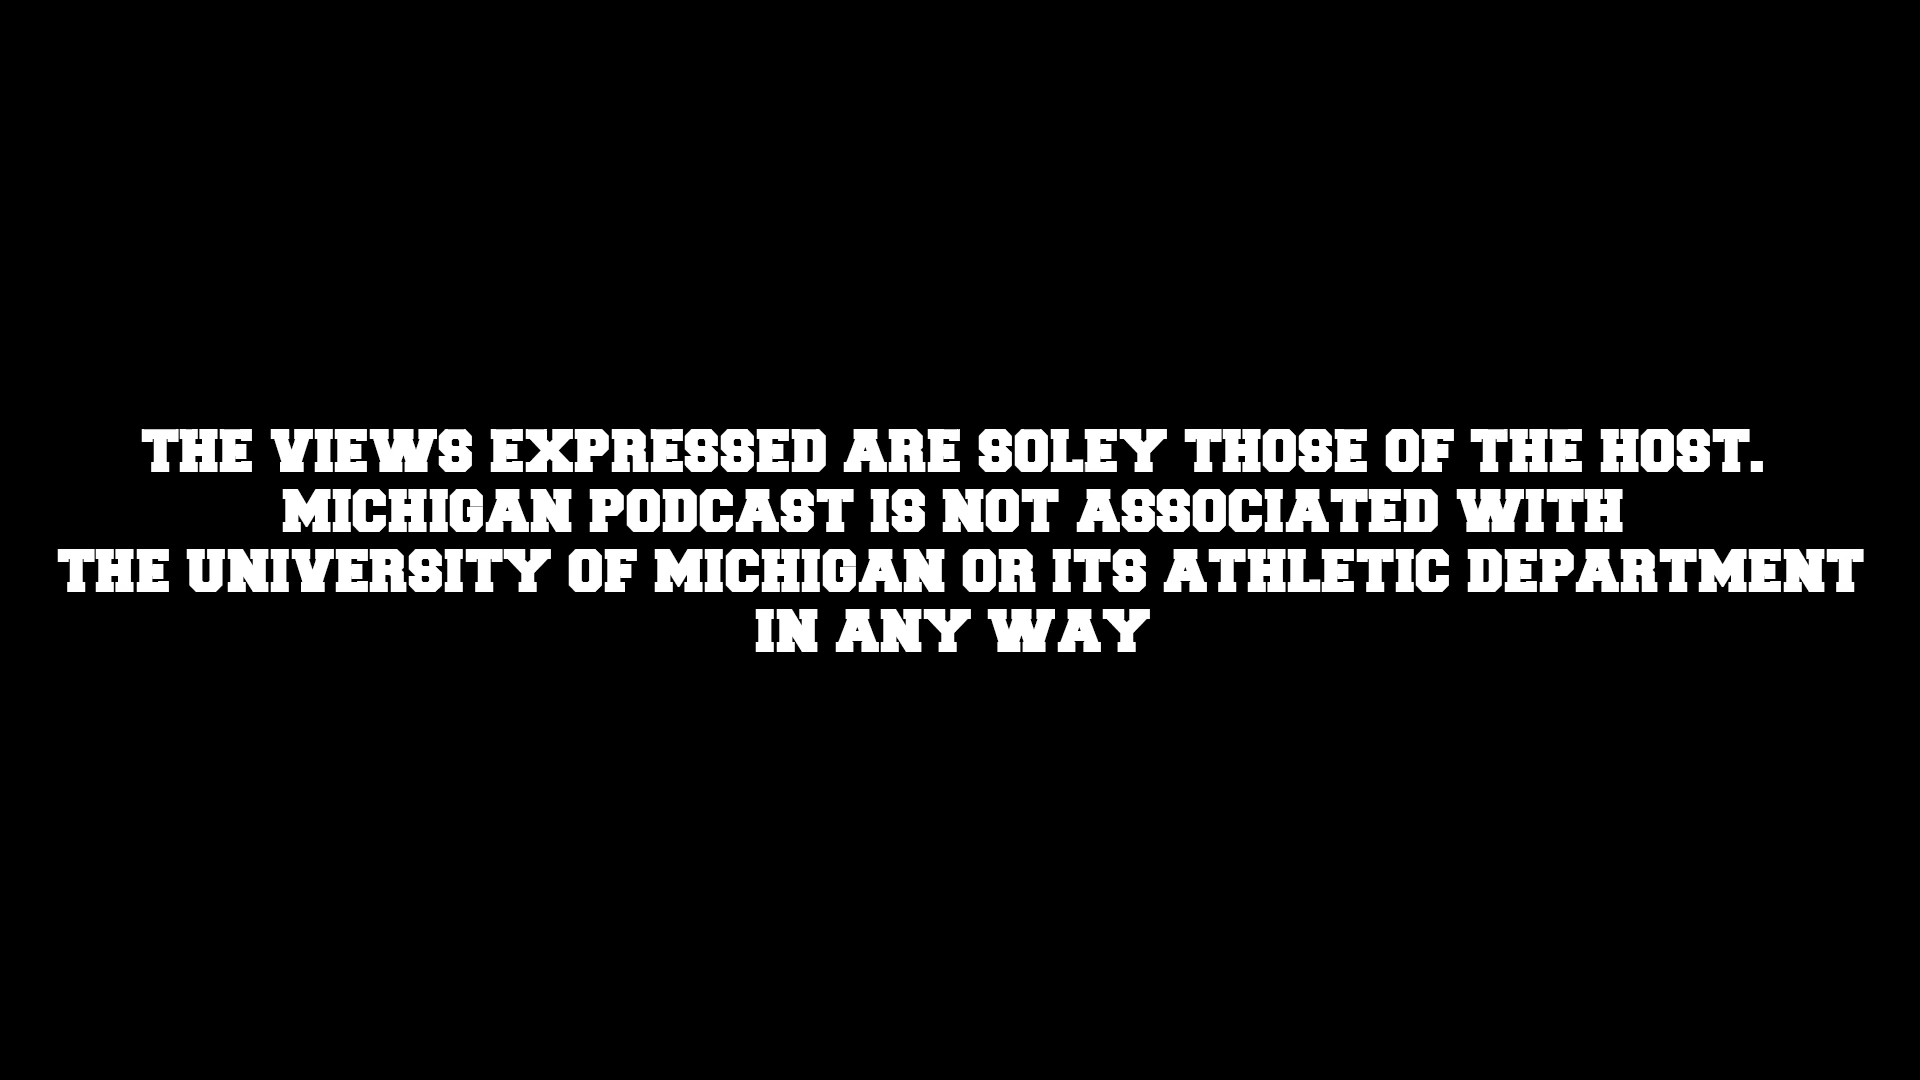 THE VIEWS EXPRESSED ARE SOLEY THOSE OF THE HOST.
MICHIGAN PODCAST IS NOT ASSOCIATED WITH
THE UNIVERSITY OF MICHIGAN OR ITS ATHLETIC DEPARTMENT
IN ANY WAY